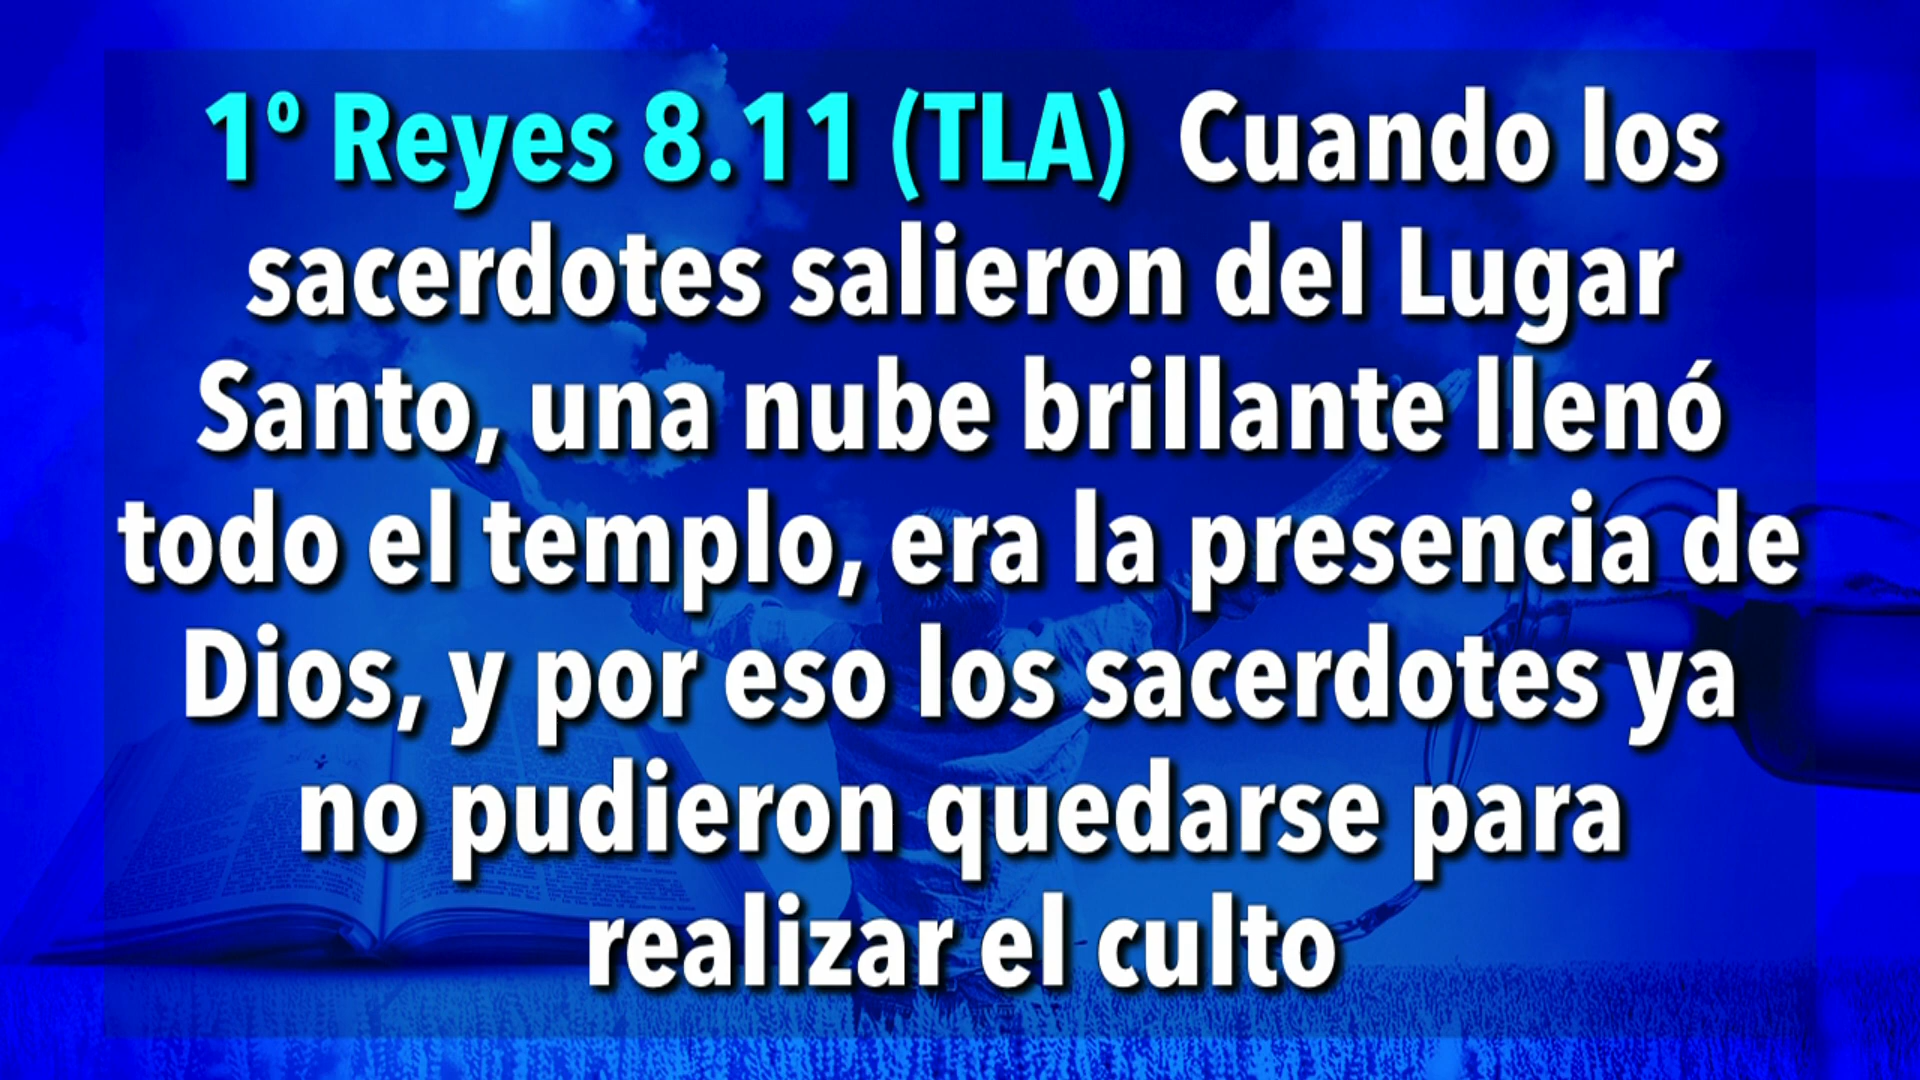 1º Reyes 8.11 (TLA) Cuando los
sacerdotes salieron del Lugar
Santo, una nube brillante llenó
todo el templo, era la presencia de
Dios, y por eso los sacerdotes ya
no pudieron quedarse para
realizar el culto